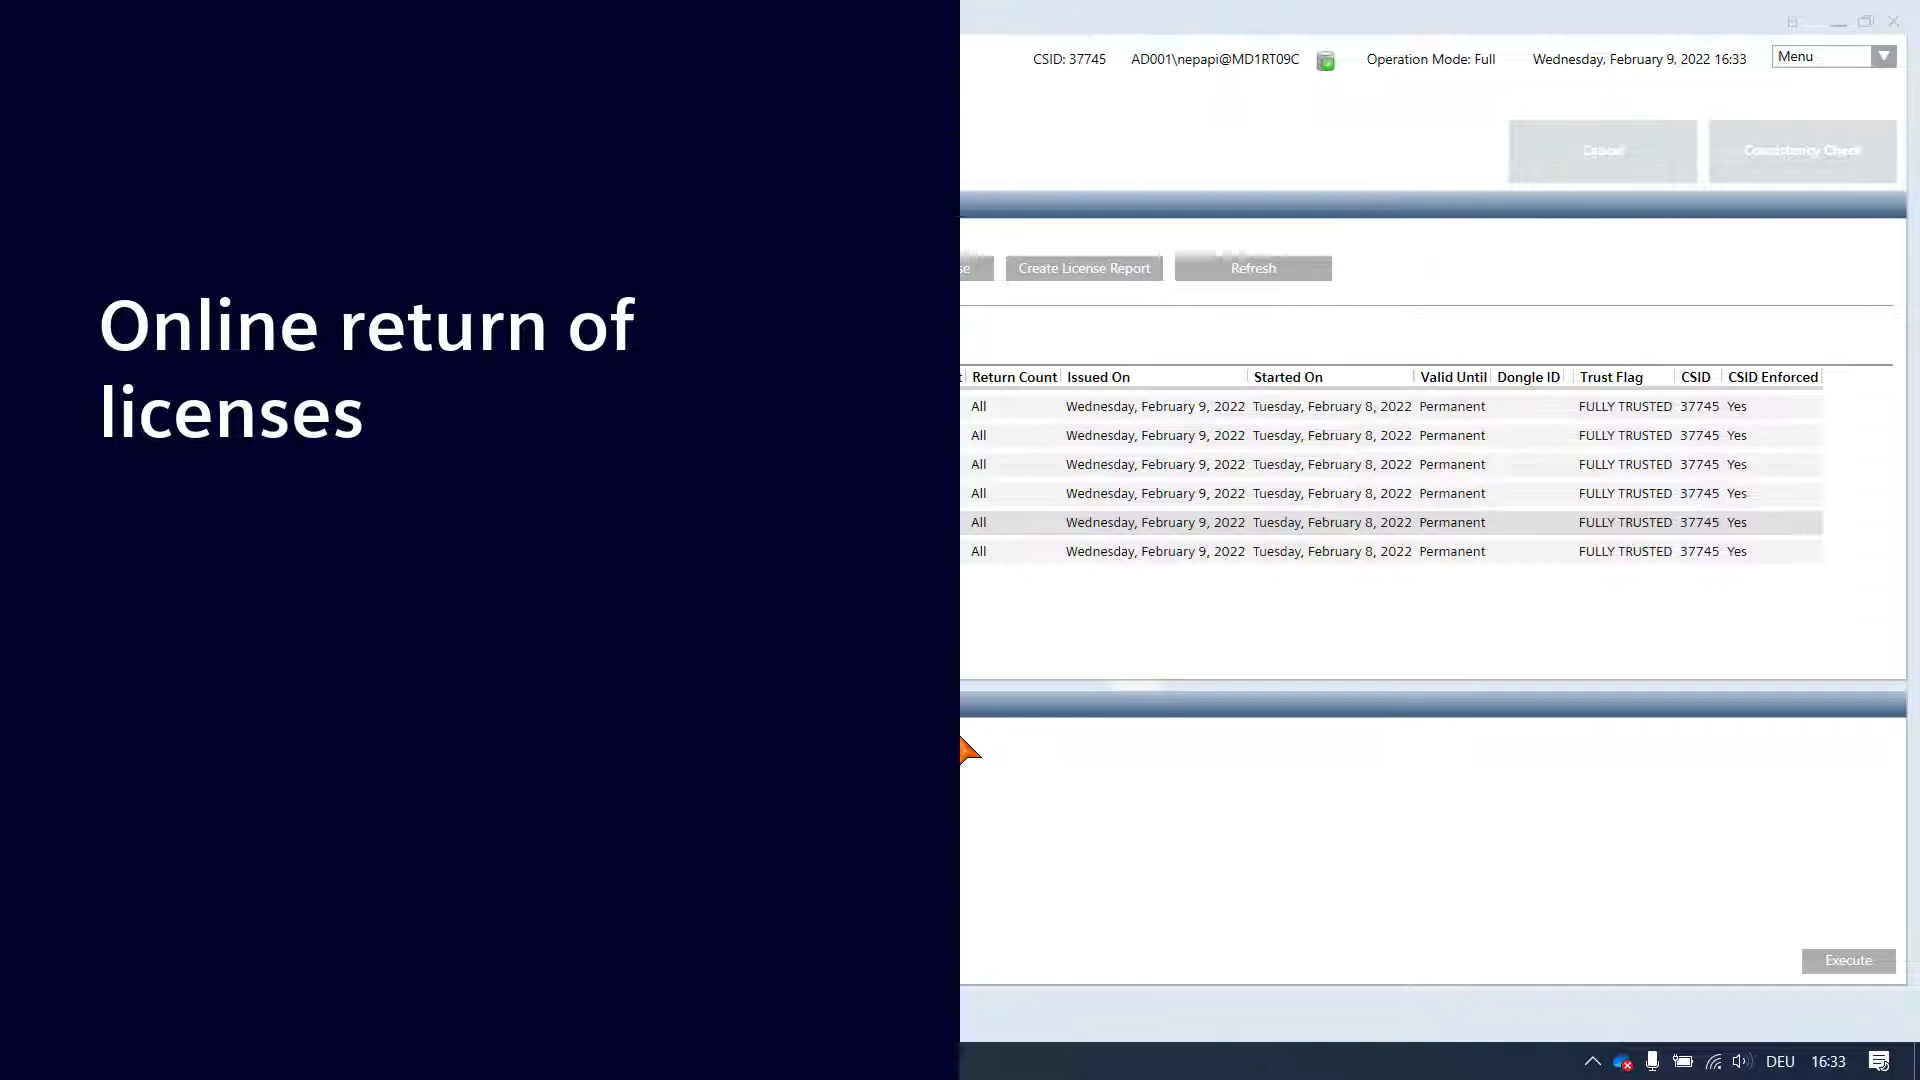 Online return of
licenses
CSID: 37745 AD001\nepapi@MD1RT09C Operation Mode: Full Wednesday, February 9, 2022 16:33 Menu
Cancel Consistency Check
se Create License Report Refresh
t Return Count Issued On Started On Valid Until Dongle ID Trust Flag CSID CSID Enforced
All Wednesday, February 9, 2022 Tuesday, February 8, 2022 Permanent FULLY TRUSTED 37745 Yes
All Wednesday, February 9, 2022 Tuesday, February 8, 2022 Permanent FULLY TRUSTED 37745 Yes
All Wednesday, February 9, 2022 Tuesday, February 8, 2022 Permanent FULLY TRUSTED 37745 Yes
All Wednesday, February 9, 2022 Tuesday, February 8, 2022 Permanent FULLY TRUSTED 37745 Yes
All Wednesday, February 9, 2022 Tuesday, February 8, 2022 Permanent FULLY TRUSTED 37745 Yes
All Wednesday, February 9, 2022 Tuesday, February 8, 2022 Permanent FULLY TRUSTED 37745 Yes
Execute
DEU 16:33